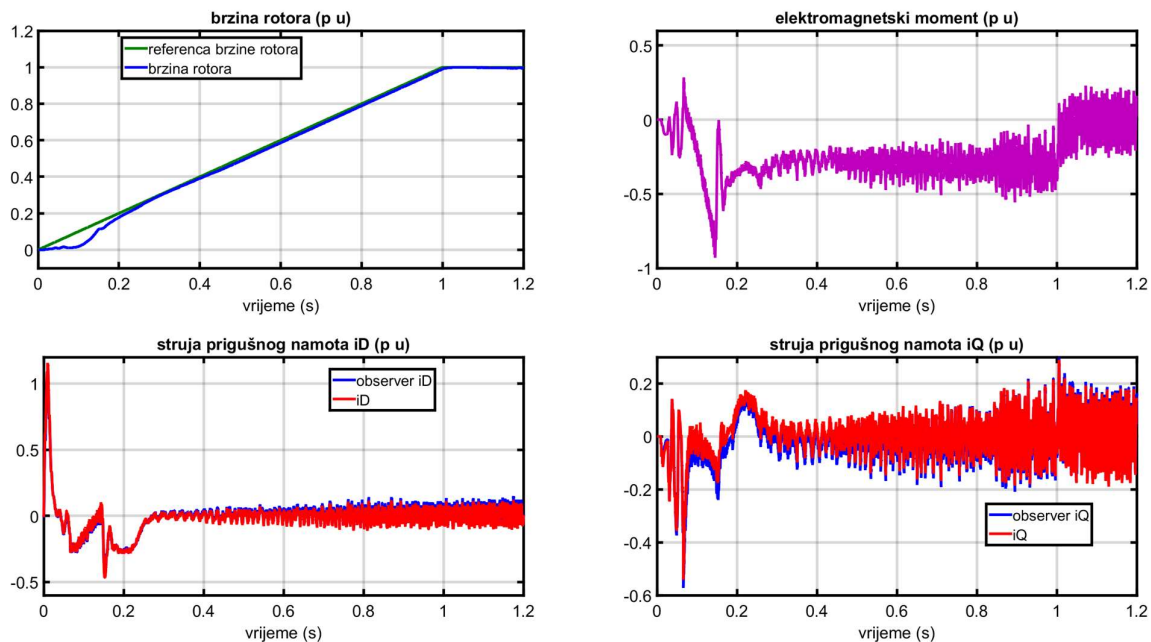 brzina rotora (p u)
1.2
1
0.8
0.6
0.4
0.2
0
referenca brzine rotora
brzina rotora
0 0.2 0.4 0.6 0.8 1 1.2
vrijeme (s)
elektromagnetski moment (p u)
0.5
0
-0.5
-1
0 0.2 0.4 0.6 0.8 1 1.2
vrijeme (s)
struja prigušnog namota iD (p u)
1
0.5
0
-0.5
observer iD
iD
0 0.2 0.4 0.6 0.8 1 1.2
vrijeme (s)
struja prigušnog namota iQ (p u)
0.2
0
-0.2
-0.4
-0.6
observer iQ
iQ
0 0.2 0.4 0.6 0.8 1 1.2
vrijeme (s)